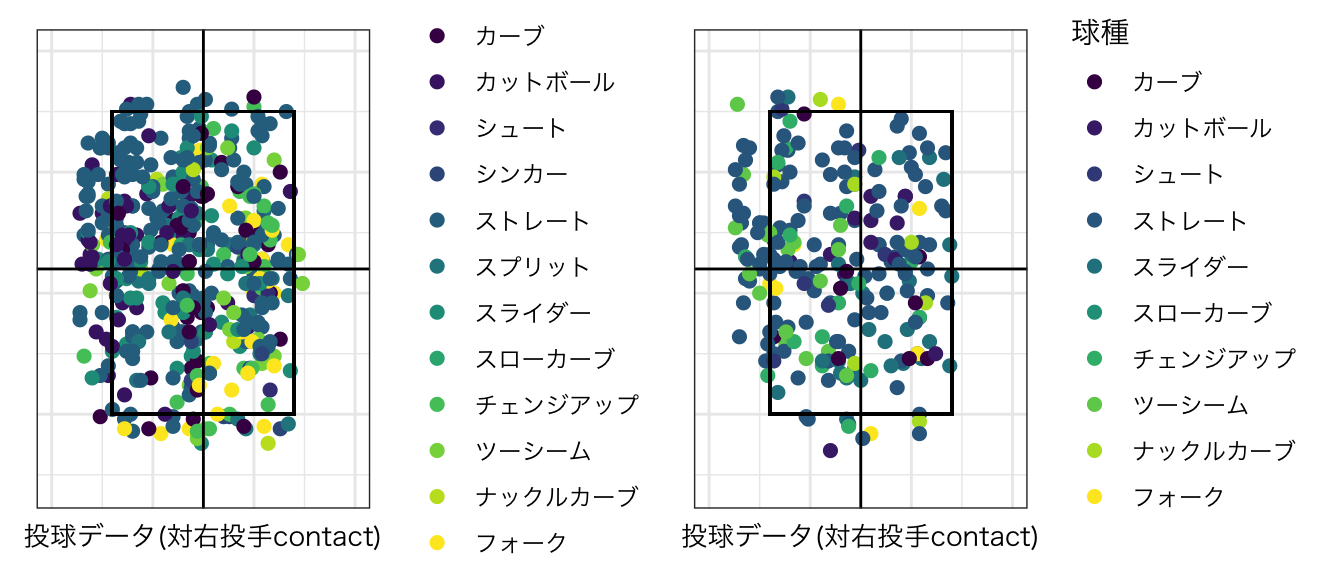 カーブ
カットボール
シュート
シンカー
ストレート
スプリット
スライダー
スローカーブ
チェンジアップ
ツーシーム
ナックルカーブ
フォーク
投球データ(対右投手contact)
球種
カーブ
カットボール
シュート
ストレート
スライダー
スローカーブ
チェンジアップ
ツーシーム
ナックルカーブ
フォーク
投球データ(対右投手contact)